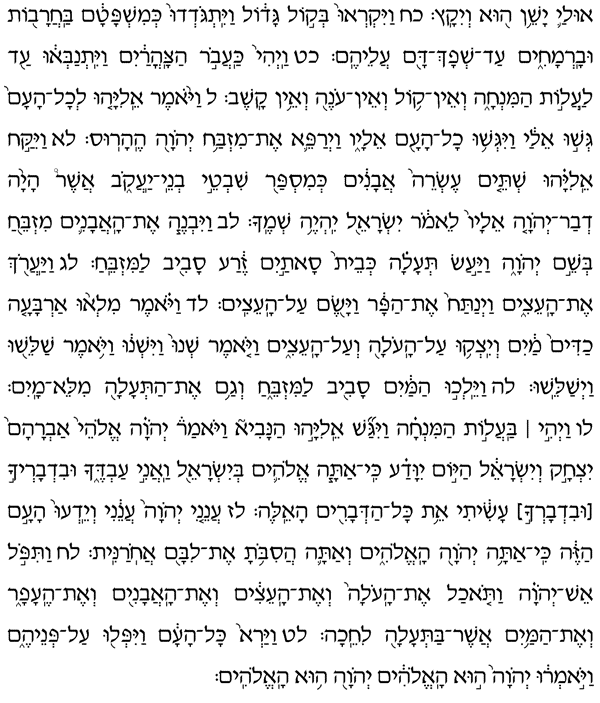 אוּלַ֛י יָשֵׁ֥ן ה֖וּא וְיִקָֽץ׃ כח וַֽיִּקְרְאוּ֙ בְּק֣וֹל גָּד֔וֹל וַיִּתְגֹּֽדְדוּ֙ כְּמִשְׁפָּטָ֔ם בַּֽחֲרָב֖וֹת
וּבָֽרְמָחִ֑ים עַד־שְׁפָךְ־דָּ֖ם עֲלֵיהֶֽם׃ כט וַֽיְהִי֙ כַּֽעֲבֹ֣ר הַֽצָּהֳרַ֔יִם וַיִּֽתְנַבְּא֔וּ עַ֖ד
לַֽעֲל֣וֹת הַמִּנְחָ֑ה וְאֵֽין־ק֥וֹל וְאֵין־עֹנֶ֖ה וְאֵ֥ין קָֽשֶׁב׃ ל וַיֹּ֨אמֶר אֵֽלִיָּ֤הוּ לְכָל־הָעָם֙
גְּשׁ֣וּ אֵלַ֔י וַיִּגְּשׁ֥וּ כָל־הָעָ֖ם אֵלָ֑יו וַיְרַפֵּ֛א אֶת־מִזְבַּ֥ח יְהוָֹ֖ה הֶֽהָרֽוּס׃ לא וַיִּקַּ֣ח
אֵֽלִיָּ֗הוּ שְׁתֵּ֤ים עֶשְׂרֵה֙ אֲבָנִ֔ים כְּמִסְפַּ֖ר שִׁבְטֵ֣י בְנֵֽי־יַעֲקֹ֑ב אֲשֶׁר֩ הָיָ֨ה
דְבַר־יְהוָֹ֤ה אֵלָיו֙ לֵאמֹ֔ר יִשְׂרָאֵ֖ל יִֽהְיֶ֥ה שְׁמֶֽךָ׃ לב וַיִּבְנֶ֧ה אֶת־הָאֲבָנִ֛ים מִזְבֵּ֖חַ
בְּשֵׁ֣ם יְהוָֹ֑ה וַיַּ֣עַשׂ תְּעָלָ֗ה כְּבֵית֙ סָאתַ֣יִם זֶ֔רַע סָבִ֖יב לַמִּזְבֵּֽחַ׃ לג וַֽיַּעֲרֹ֖ךְ
אֶת־הָֽעֵצִ֑ים וַיְנַתַּח֙ אֶת־הַפָּ֔ר וַיָּ֖שֶׂם עַל־הָעֵצִֽים׃ לד וַיֹּ֗אמֶר מִלְא֨וּ אַרְבָּעָ֤ה
כַדִּים֙ מַ֔יִם וְיִֽצְק֥וּ עַל־הָעֹלָ֖ה וְעַל־הָעֵצִ֑ים וַיֹּ֤אמֶר שְׁנוּ֙ וַיִּשְׁנ֔וּ וַיֹּ֥אמֶר שַׁלֵּ֖שׁוּ
וַיְשַׁלֵּֽשׁוּ׃ לה וַיֵּלְכ֣וּ הַמַּ֔יִם סָבִ֖יב לַמִּזְבֵּ֑חַ וְגַ֥ם אֶת־הַתְּעָלָ֖ה מִלֵּא־מָֽיִם׃
לו וַיְהִ֣י | בַּעֲל֣וֹת הַמִּנְחָ֗ה וַיִּגַּ֞שׁ אֵלִיָּ֣הוּ הַנָּבִיא֮ וַיֹּאמַר֒ יְהוָֹ֗ה אֱלֹהֵי֙ אַבְרָהָם֙
יִצְחָ֣ק וְיִשְׂרָאֵ֔ל הַיּ֣וֹם יִוָּדַ֗ע כִּֽי־אַתָּ֧ה אֱלֹהִ֛ים בְּיִשְׂרָאֵ֖ל וַאֲנִ֣י עַבְדֶּ֑ךָ וּבִדְבָרֶ֣יךָ
[וּבִדְבָרְךָ֣] עָשִׂ֔יתִי אֵ֥ת כָּל־הַדְּבָרִ֖ים הָאֵֽלֶּה׃ לז עֲנֵ֤נִי יְהוָֹה֙ עֲנֵ֔נִי וְיֵֽדְעוּ֙ הָעָ֣ם
הַזֶּ֔ה כִּֽי־אַתָּ֥ה יְהוָֹ֖ה הָאֱלֹהִ֑ים וְאַתָּ֛ה הֲסִבֹּ֥תָ אֶת־לִבָּ֖ם אֲחֹרַנִּֽית׃ לח וַתִּפֹּ֣ל
אֵשׁ־יְהוָֹ֗ה וַתֹּ֤אכַל אֶת־הָֽעֹלָה֙ וְאֶת־הָ֣עֵצִ֔ים וְאֶת־הָאֲבָנִ֖ים וְאֶת־הֶעָפָ֑ר
וְאֶת־הַמַּ֥יִם אֲשֶׁר־בַּתְּעָלָ֖ה לִחֵֽכָה׃ לט וַיַּרְא֙ כָּל־הָעָ֔ם וַֽיִּפְּל֖וּ עַל־פְּנֵיהֶ֑ם
וַיֹּ֣אמְר֔וּ יְהוָֹה֙ ה֣וּא הָאֱלֹהִ֔ים יְהוָֹ֖ה ה֥וּא הָאֱלֹהִֽים׃